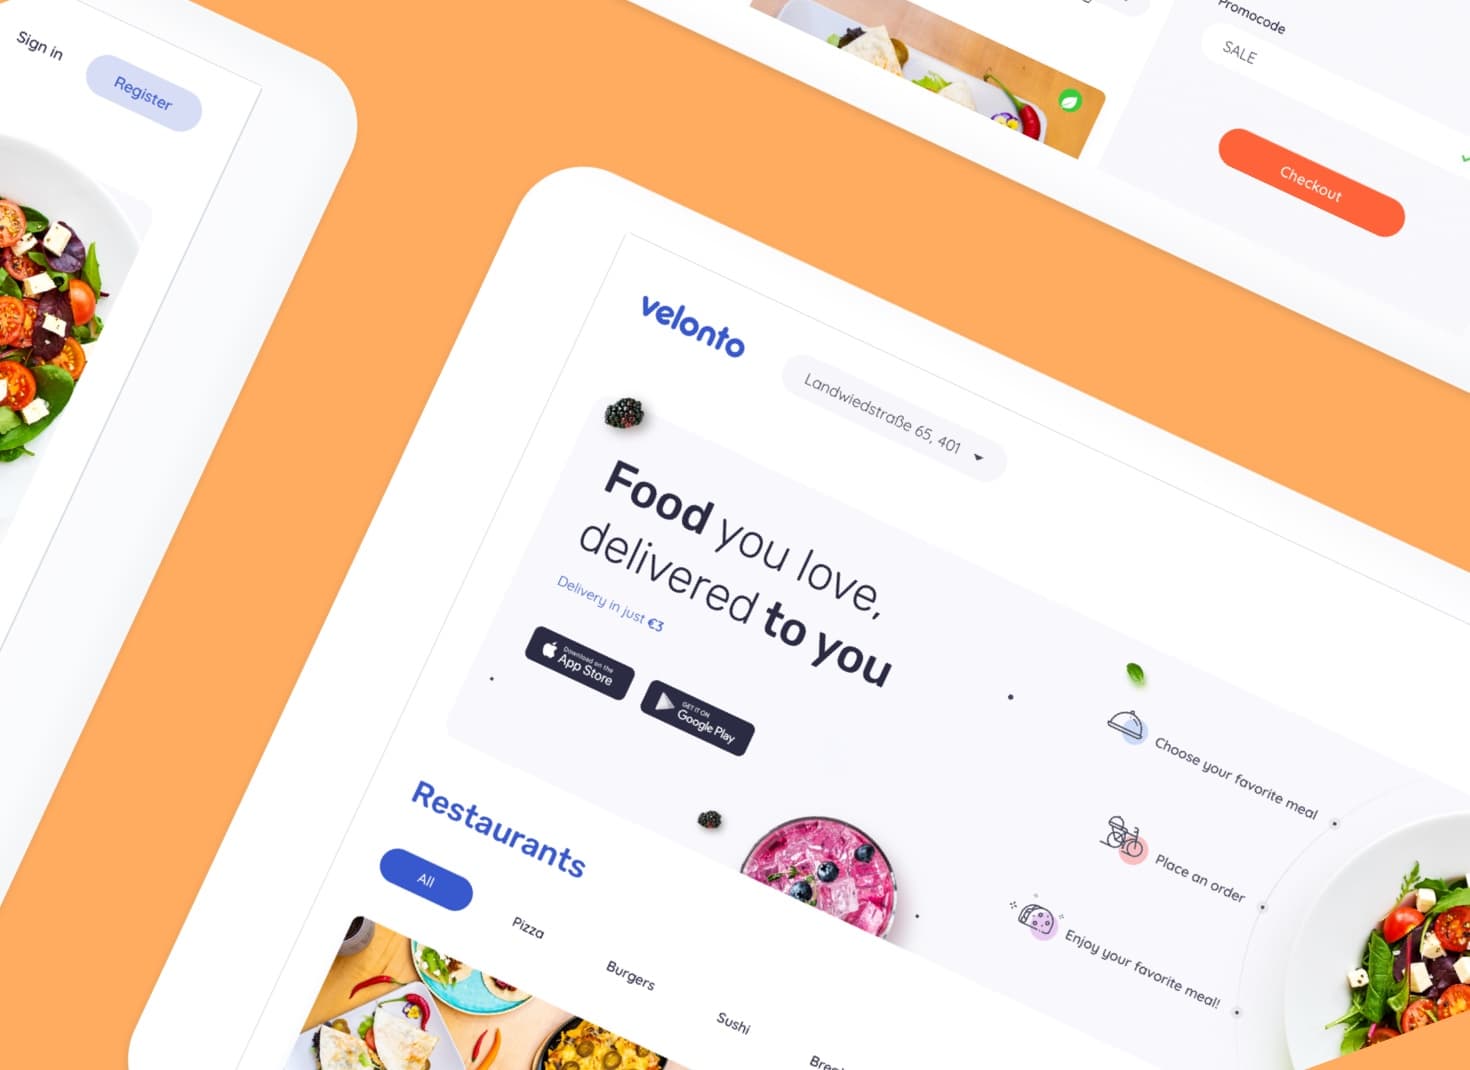 Sign in
Register
Promocode
SALE
Checkout
velonto
Landwiedstraße 65, 401
Food you love,
delivered to you
Delivery in just €3
Download on the
App Store
GET IT ON
Google Play
Choose your favorite meal
Place an order
Enjoy your favorite meal!
Restaurants
All
Pizza
Burgers
Sushi